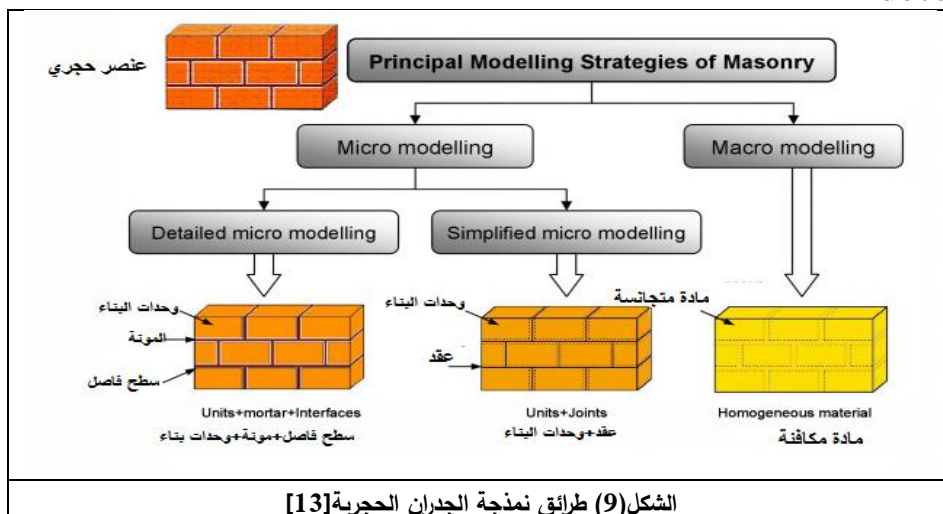 عنصر حجري
Principal Modelling Strategies of Masonry
Micro modelling
Macro modelling
Detailed micro modelling
Simplified micro modelling
وحدات البناء
المونة
سطح فاصل
وحدات البناء
عقد
مادة متجانسة
Units+mortar+Interfaces
سطح فاصل+مونة+وحدات بناء
Units+Joints
عقد+وحدات البناء
Homogeneous material
مادة مكافئة
الشكل(9) طرائق نمذجة الجدران الحجرية[13]